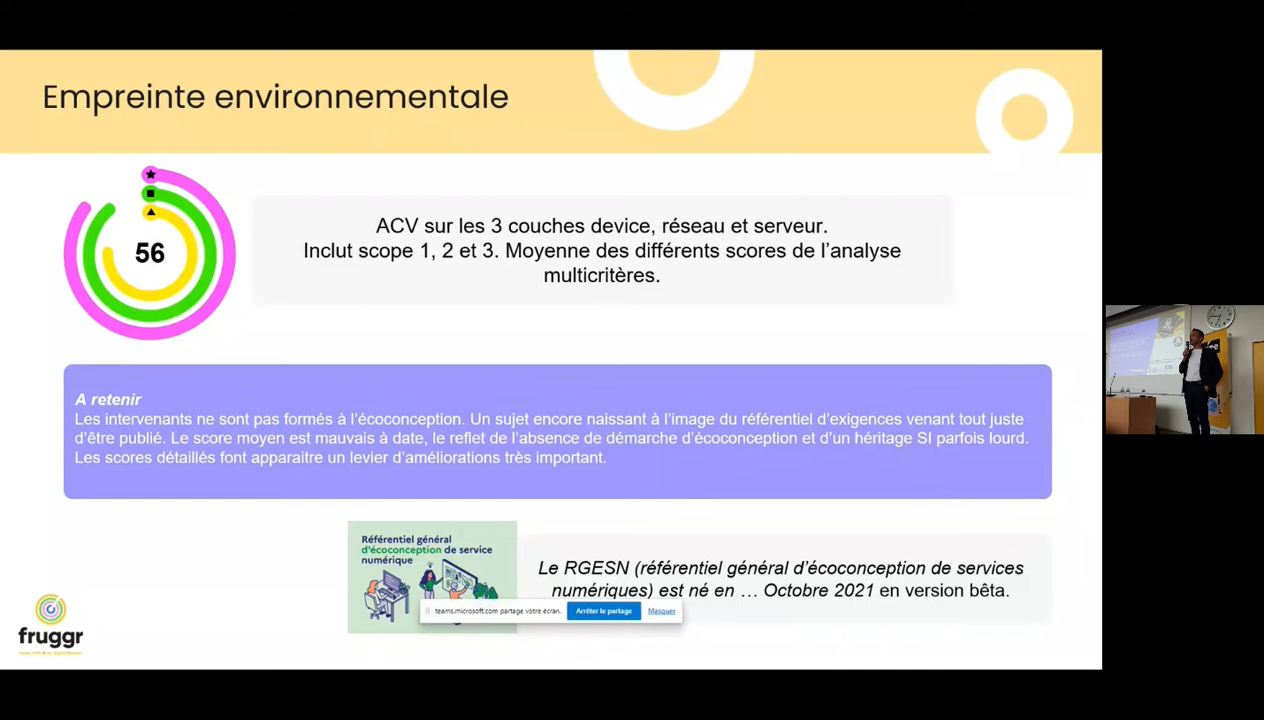 Empreinte environnementale
56
ACV sur les 3 couches device, réseau et serveur.
Inclut scope 1, 2 et 3. Moyenne des différents scores de l’analyse
multicritères.
A retenir
Les intervenants ne sont pas formés à l’écoconception. Un sujet encore naissant à l’image du référentiel d’exigences venant tout juste
d’être publié. Le score moyen est mauvais à date, le reflet de l’absence de démarche d’écoconception et d’un héritage SI parfois lourd.
Les scores détaillés font apparaitre un levier d’améliorations très important.
Référentiel général
d’écoconception de service
numérique
Le RGESN (référentiel général d’écoconception de services
numériques) est né en … Octobre 2021 en version bêta.
teams.microsoft.com partage votre écran.
Arrêter le partage
Masquer
fruggr